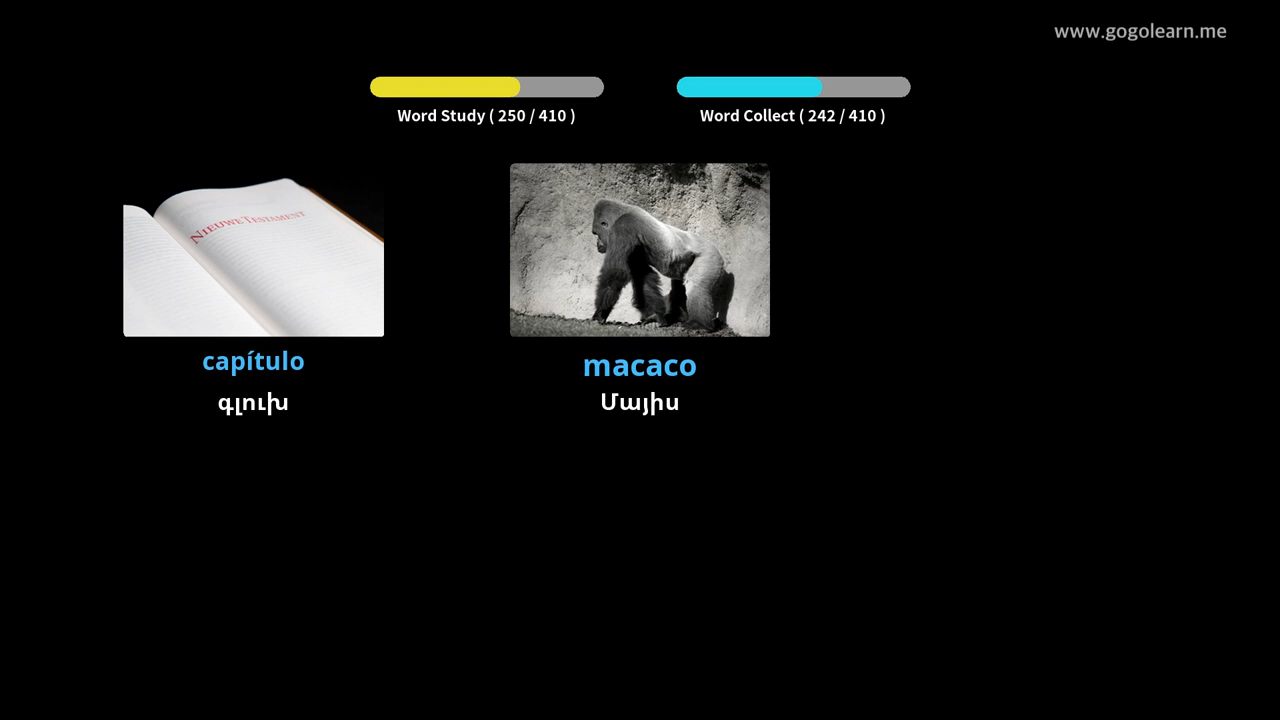 www.gogolearn.me
Word Study ( 250 / 410 )
Word Collect ( 242 / 410 )
NIEUWE TESTAMENT
capítulo
գլուխ
macaco
Մայիս